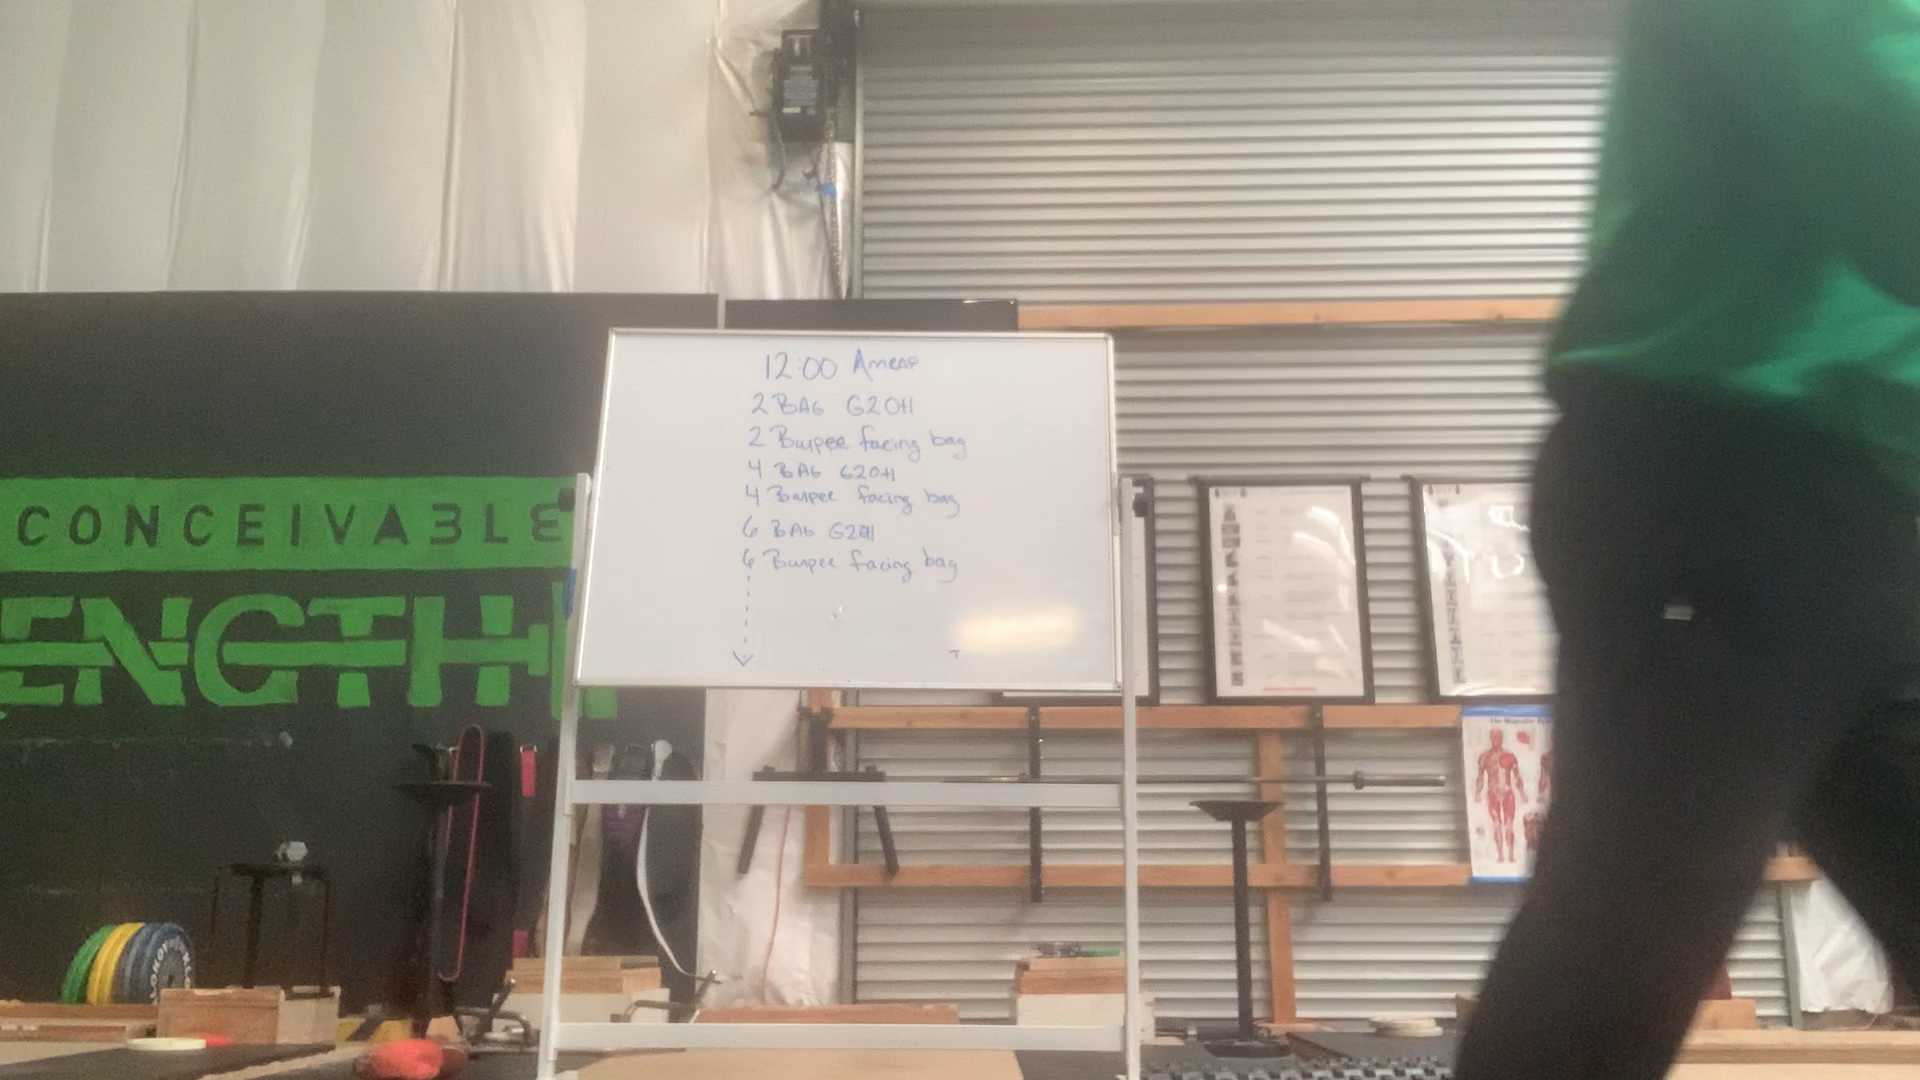 12:00 Amrap
2 BAG G2OH
2 Burpee facing bag
4 BAG G2OH
4 Burpee facing bag
6 BAG G2OH
6 Burpee facing bag
CONCEIVABLE
ENGTH